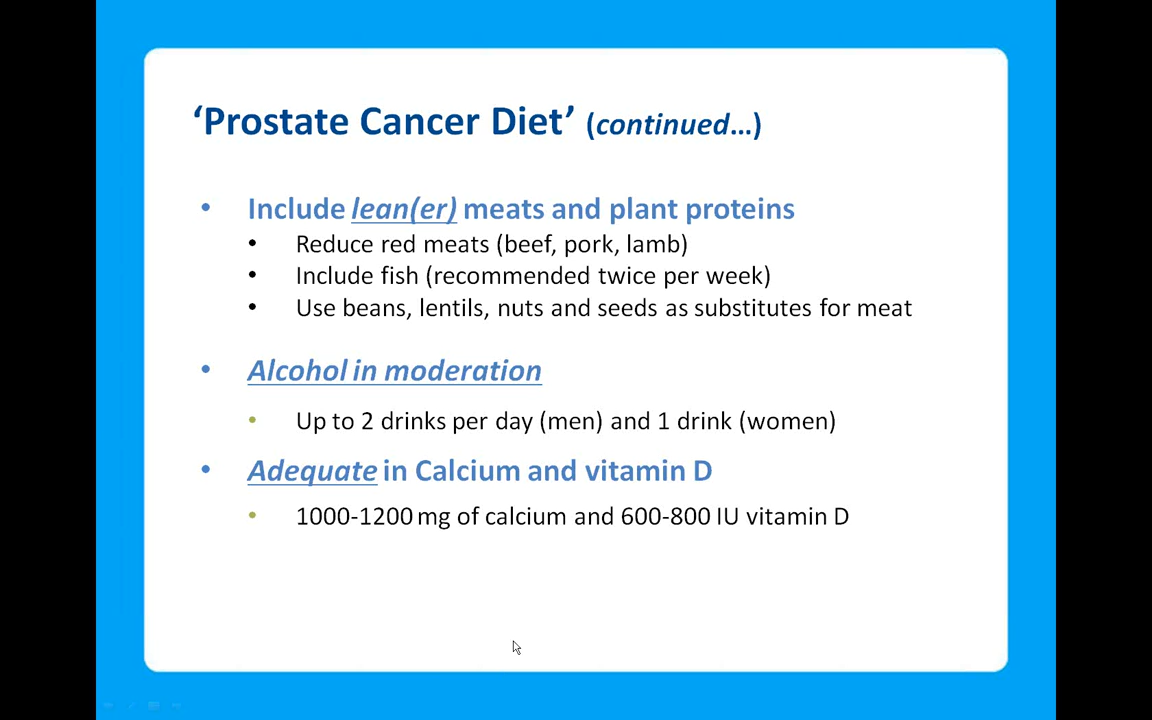 ‘Prostate Cancer Diet’ (continued…)
• Include lean(er) meats and plant proteins
• Reduce red meats (beef, pork, lamb)
• Include fish (recommended twice per week)
• Use beans, lentils, nuts and seeds as substitutes for meat
• Alcohol in moderation
• Up to 2 drinks per day (men) and 1 drink (women)
• Adequate in Calcium and vitamin D
• 1000-1200 mg of calcium and 600-800 IU vitamin D